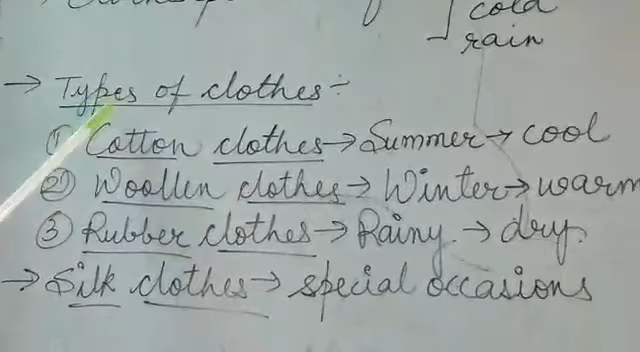 cold
rain
→ Types of clothes ÷
① Cotton clothes → Summer → cool
② Woollen clothes → Winter → warm
③ Rubber clothes → Rainy. → dry.
→ Silk clothes → special occasions